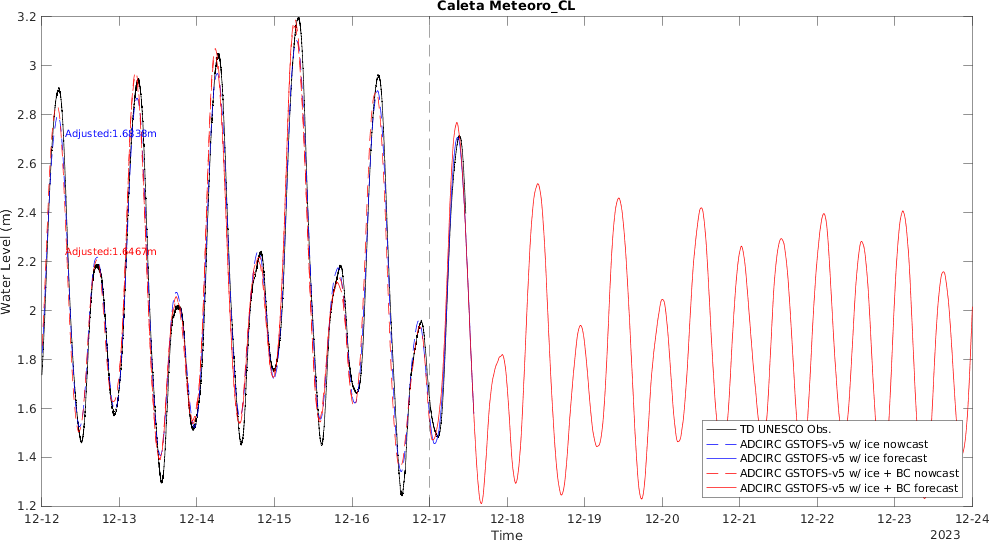 Caleta Meteoro_CL
3.2
3
2.8
2.6
2.4
2.2
2
1.8
1.6
1.4
1.2
Water Level (m)
Adjusted:1.6838m
Adjusted:1.6467m
TD UNESCO Obs.
ADCIRC GSTOFS-v5 w/ ice nowcast
ADCIRC GSTOFS-v5 w/ ice forecast
ADCIRC GSTOFS-v5 w/ ice + BC nowcast
ADCIRC GSTOFS-v5 w/ ice + BC forecast
12-12 12-13 12-14 12-15 12-16 12-17 12-18 12-19 12-20 12-21 12-22 12-23 12-24
Time
2023